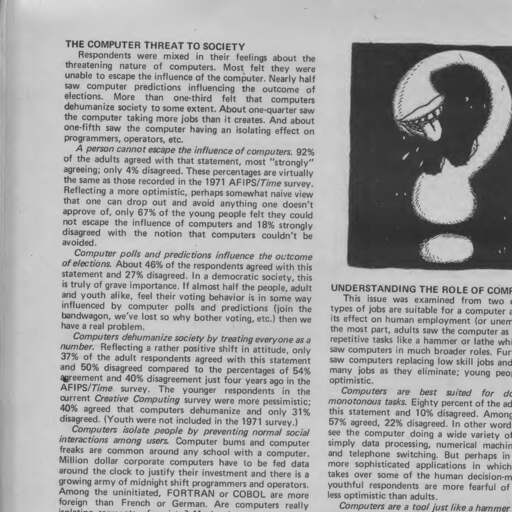 THE COMPUTER THREAT TO SOCIETY
Respondents were mixed in their feelings about the
threatening nature of computers. Most felt they were
unable to escape the influence of the computer. Nearly half
saw computer predictions influencing the outcome of
elections. More than one-third felt that computers
dehumanize society to some extent. About one-quarter saw
the computer taking more jobs than it creates. And about
one-fifth saw the computer having an isolating effect on
programmers, operators, etc.
A person cannot escape the influence of computers. 92%
of the adults agreed with that statement, most "strongly"
agreeing; only 4% disagreed. These percentages are virtually
the same as those recorded in the 1971 AFIPS/Time survey.
Reflecting a more optimistic, perhaps somewhat naive view
that one can drop out and avoid anything one doesn't
approve of, only 67% of the young people felt they could
not escape the influence of computers and 18% strongly
disagreed with the notion that computers couldn't be
avoided.
Computer polls and predictions influence the outcome
of elections. About 46% of the respondents agreed with this
statement and 27% disagreed. In a democratic society, this
is truly of grave importance. If almost half the people, adult
and youth alike, feel their voting behavior is in some way
influenced by computer polls and predictions (join the
bandwagon, we've lost so why bother voting, etc.) then we
have a real problem.
Computers dehumanize society by treating everyone as a
number. Reflecting a rather positive shift in attitude, only
37% of the adult respondents agreed with this statement
and 50% disagreed compared to the percentages of 54%
agreement and 40% disagreement just four years ago in the
AFIPS/Time survey. The younger respondents in the
current Creative Computing survey were more pessimistic;
40% agreed that computers dehumanize and only 31%
disagreed. (Youth were not included in the 1971 survey.)
Computers isolate people by preventing normal social
interactions among users. Computer bums and computer
freaks are common around any school with a computer.
Million dollar corporate computers have to be fed data
around the clock to justify their investment and there is a
growing army of midnight shift programmers and operators.
Among the uninitiated, FORTRAN or COBOL are more
foreign than French or German. Are computers really
UNDERSTANDING THE ROLE OF COMP
This issue was examined from two
types of jobs are suitable for a computer
its effect on human employment (or unem
the most part, adults saw the computer as
repetitive tasks like a hammer or lathe whi
saw computers in much broader roles. Fur
saw computers replacing low skill jobs and
many jobs as they eliminate; young peop
optimistic.
Computers are best suited for
monotonous tasks. Eighty percent of the ad
this statement and 10% disagreed. Among
57% agreed, 22% disagreed. In other word
see the computer doing a wide variety of
simply data processing, numerical machin
and telephone switching. But perhaps in
more sophisticated applications in which
takes over some of the human decision-m
youthful respondents are more fearful of
less optimistic than adults.
Computers are a tool just like a hammer